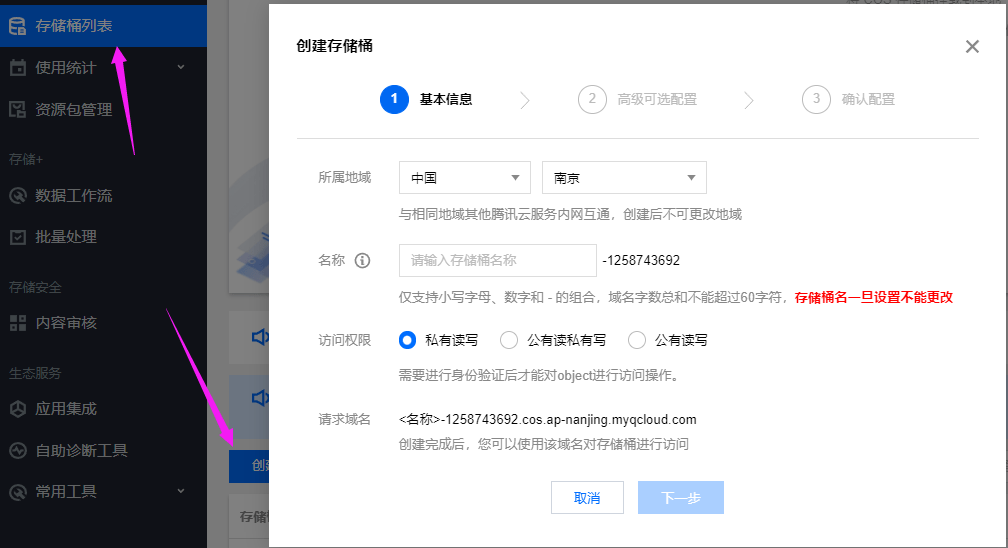 存储桶列表
使用统计
资源包管理
存储+
数据工作流
批量处理
存储安全
内容审核
生态服务
应用集成
自助诊断工具
常用工具
创建存储桶
1 基本信息
2 高级可选配置
3 确认配置
所属地域 中国 南京
与相同地域其他腾讯云服务内网互通，创建后不可更改地域
名称 请输入存储桶名称 -1258743692
仅支持小写字母、数字和 - 的组合，域名字数总和不能超过60字符，存储桶名一旦设置不能更改
访问权限 私有读写 公有读私有写 公有读写
需要进行身份验证后才能对object进行访问操作。
请求域名 <名称>-1258743692.cos.ap-nanjing.myqcloud.com
创建完成后，您可以使用该域名对存储桶进行访问
取消 下一步
存储